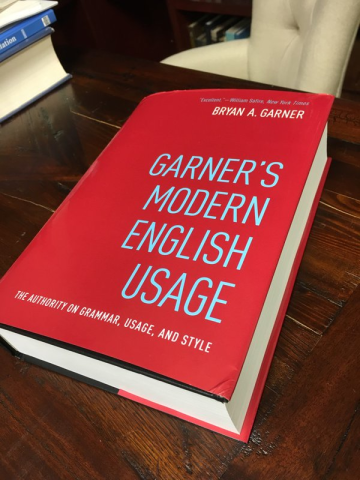 "Excellent." —William Safire, New York Times
BRYAN A. GARNER
GARNER'S
MODERN
ENGLISH
USAGE
THE AUTHORITY ON GRAMMAR, USAGE, AND STYLE